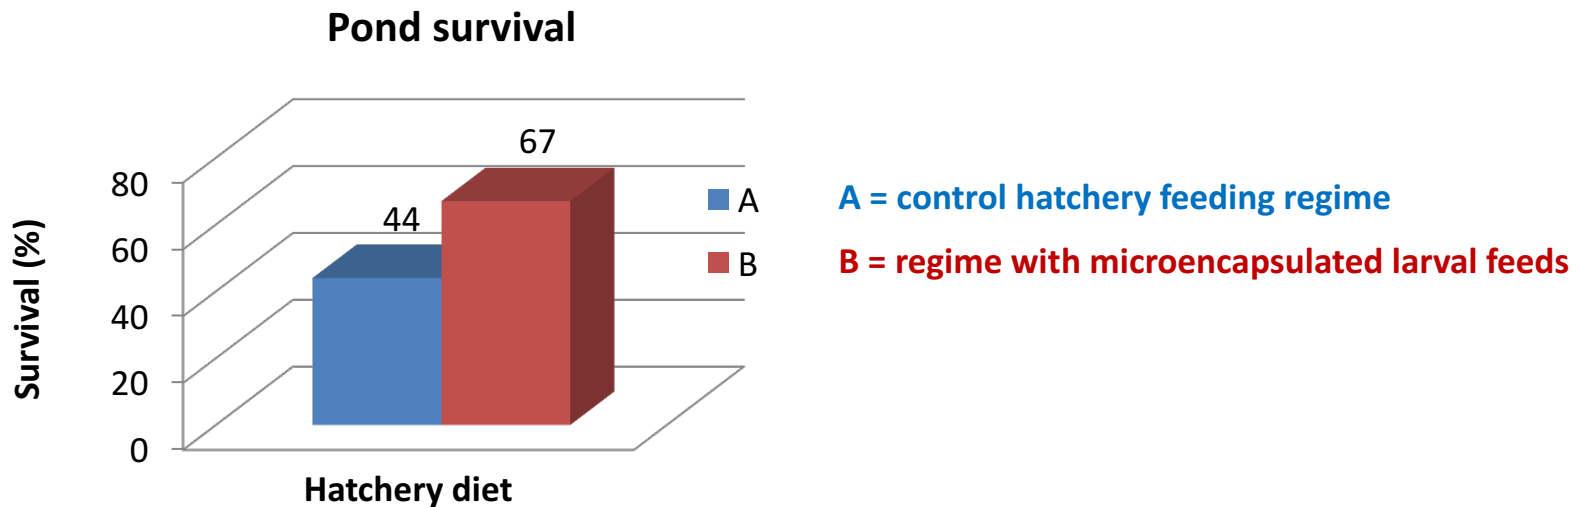 Pond survival
Survival (%)
80
60
40
20
0
44
67
A
B
Hatchery diet
A = control hatchery feeding regime
B = regime with microencapsulated larval feeds